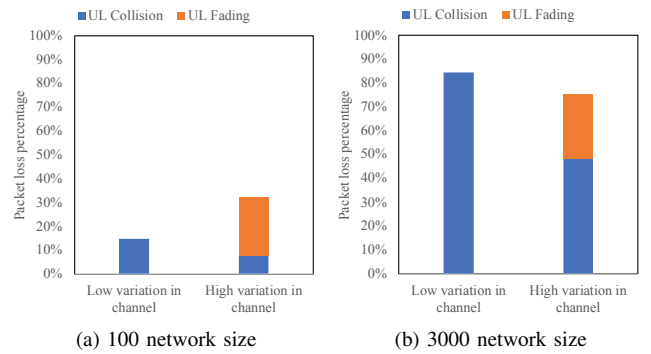 UL Collision UL Fading
100%
90%
80%
70%
60%
50%
40%
30%
20%
10%
0%
Packet loss percentage
Low variation in channel
High variation in channel
(a) 100 network size
UL Collision UL Fading
100%
90%
80%
70%
60%
50%
40%
30%
20%
10%
0%
Packet loss percentage
Low variation in channel
High variation in channel
(b) 3000 network size